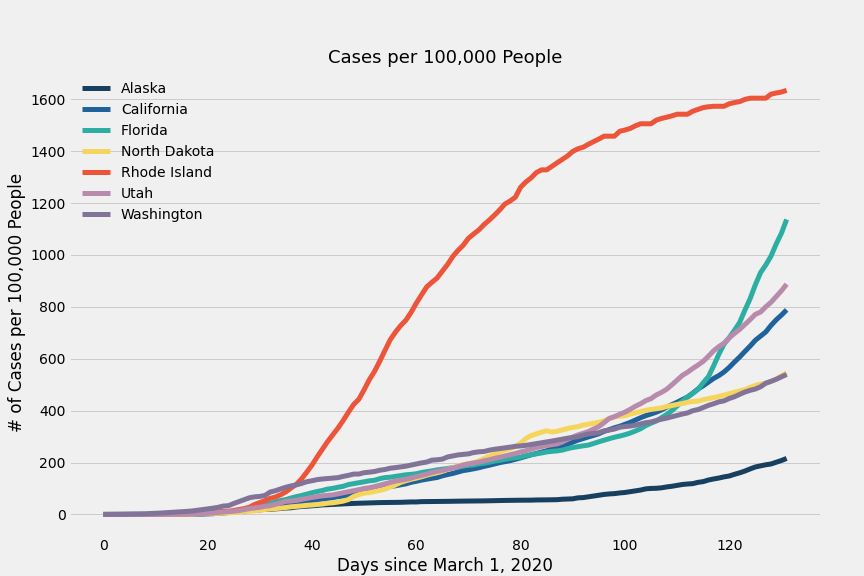 Cases per 100,000 People
Alaska
California
Florida
North Dakota
Rhode Island
Utah
Washington
# of Cases per 100,000 People
1600
1400
1200
1000
800
600
400
200
0
0 20 40 60 80 100 120
Days since March 1, 2020